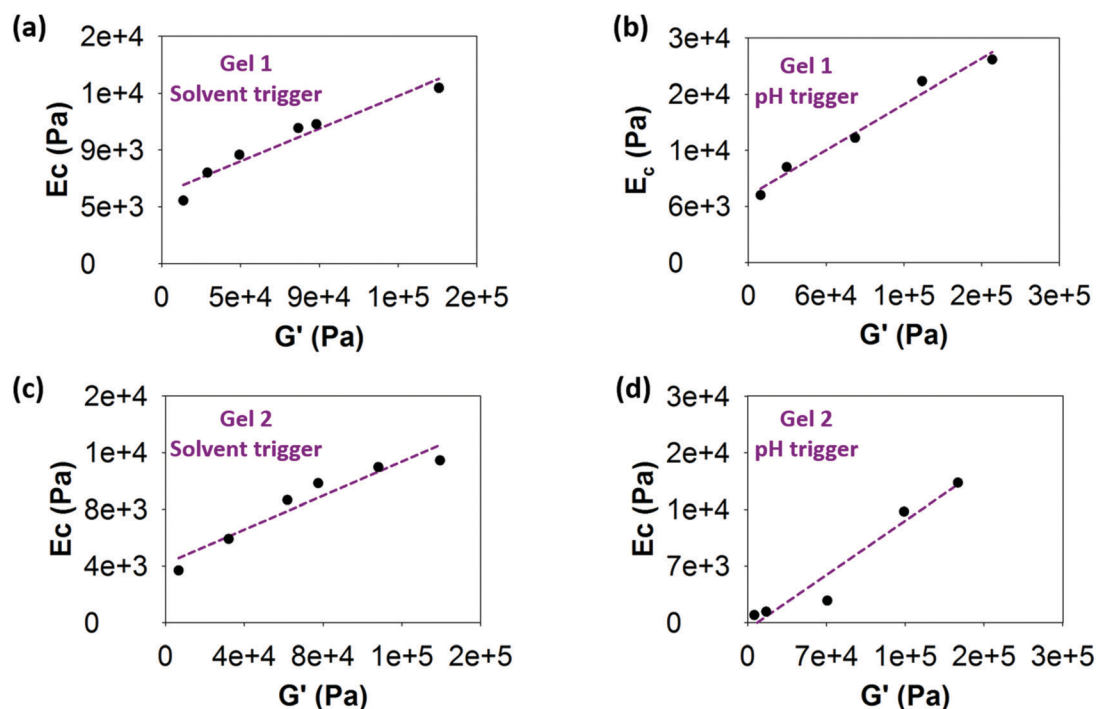 (a)
Gel 1
Solvent trigger
Ec (Pa)
2e+4
1e+4
9e+3
5e+3
0
0 5e+4 9e+4 1e+5 2e+5
G' (Pa)
(b)
Gel 1
pH trigger
E_c (Pa)
3e+4
2e+4
1e+4
6e+3
0
0 6e+4 1e+5 2e+5 3e+5
G' (Pa)
(c)
Gel 2
Solvent trigger
Ec (Pa)
2e+4
1e+4
8e+3
4e+3
0
0 4e+4 8e+4 1e+5 2e+5
G' (Pa)
(d)
Gel 2
pH trigger
Ec (Pa)
3e+4
2e+4
1e+4
7e+3
0
0 7e+4 1e+5 2e+5 3e+5
G' (Pa)